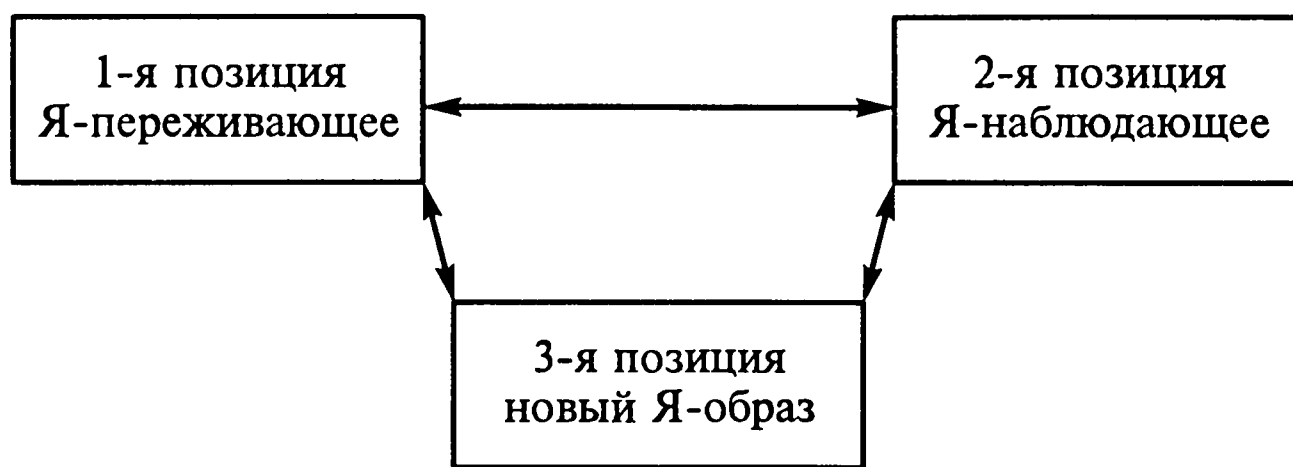 1-я позиция
Я-переживающее
2-я позиция
Я-наблюдающее
3-я позиция
новый Я-образ